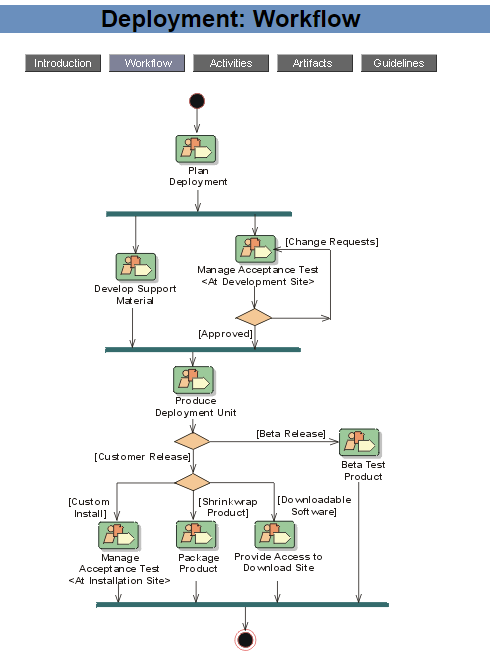 Deployment: Workflow
Introduction
Workflow
Activities
Artifacts
Guidelines
Plan
Deployment
[Change Requests]
Manage Acceptance Test
<At Development Site>
Develop Support
Material
[Approved]
Produce
Deployment Unit
[Beta Release]
[Customer Release]
Beta Test
Product
[Custom
Install]
[Shrinkwrap
Product]
[Downloadable
Software]
Manage
Acceptance Test
<At Installation Site>
Package
Product
Provide Access to
Download Site